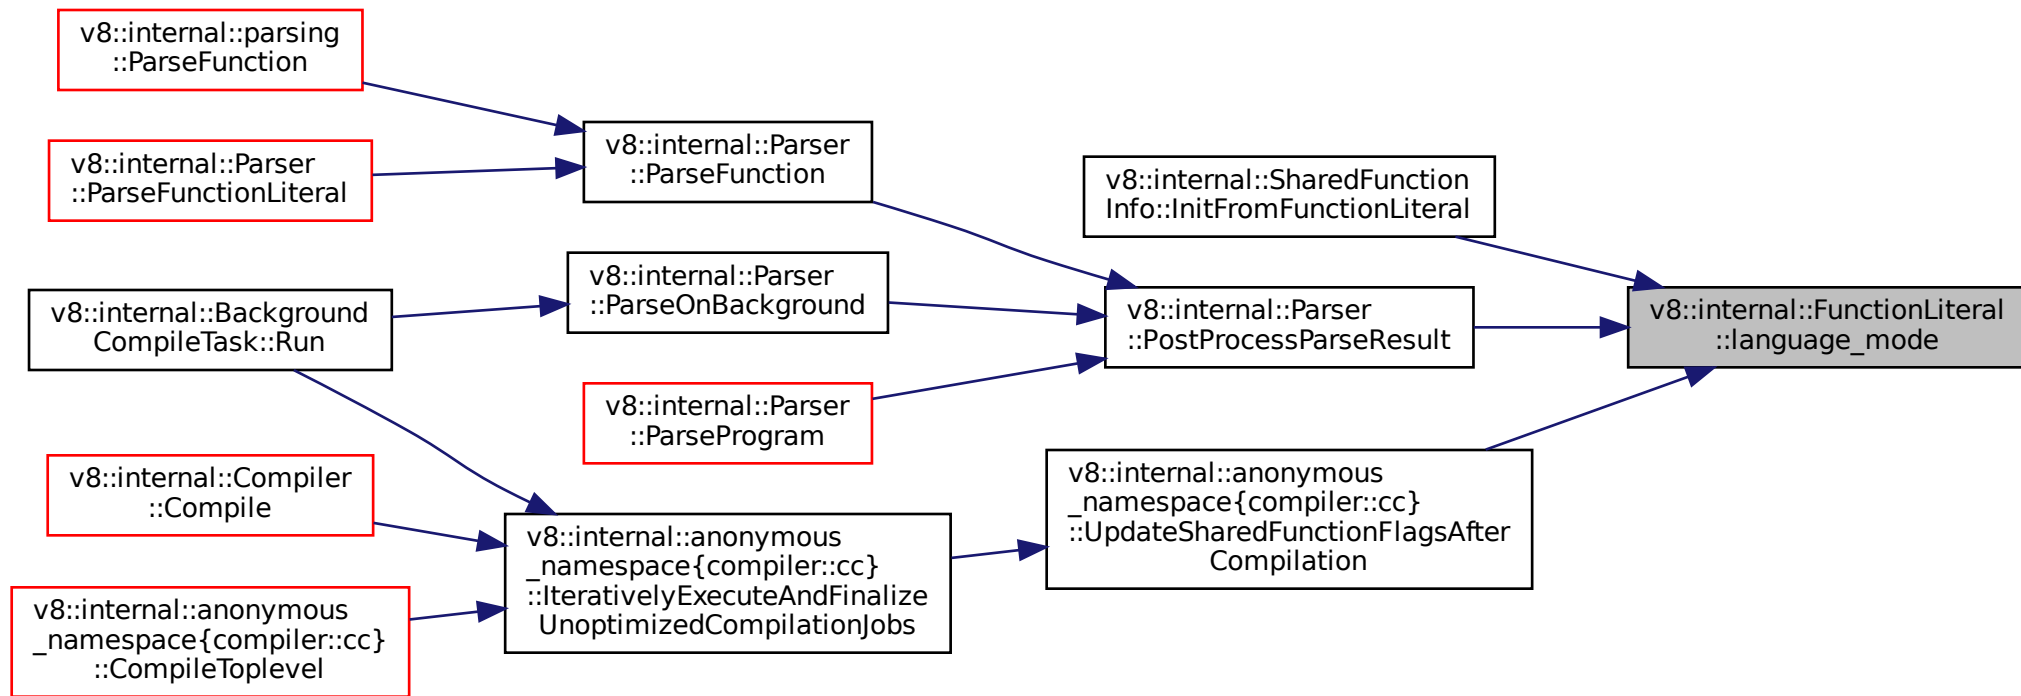 v8::internal::parsing
::ParseFunction
v8::internal::Parser
::ParseFunctionLiteral
v8::internal::Background
CompileTask::Run
v8::internal::Compiler
::Compile
v8::internal::anonymous
_namespace{compiler::cc}
::CompileToplevel
v8::internal::Parser
::ParseFunction
v8::internal::Parser
::ParseOnBackground
v8::internal::Parser
::ParseProgram
v8::internal::anonymous
_namespace{compiler::cc}
::IterativelyExecuteAndFinalize
UnoptimizedCompilationJobs
v8::internal::SharedFunction
Info::InitFromFunctionLiteral
v8::internal::Parser
::PostProcessParseResult
v8::internal::anonymous
_namespace{compiler::cc}
::UpdateSharedFunctionFlagsAfter
Compilation
v8::internal::FunctionLiteral
::language_mode